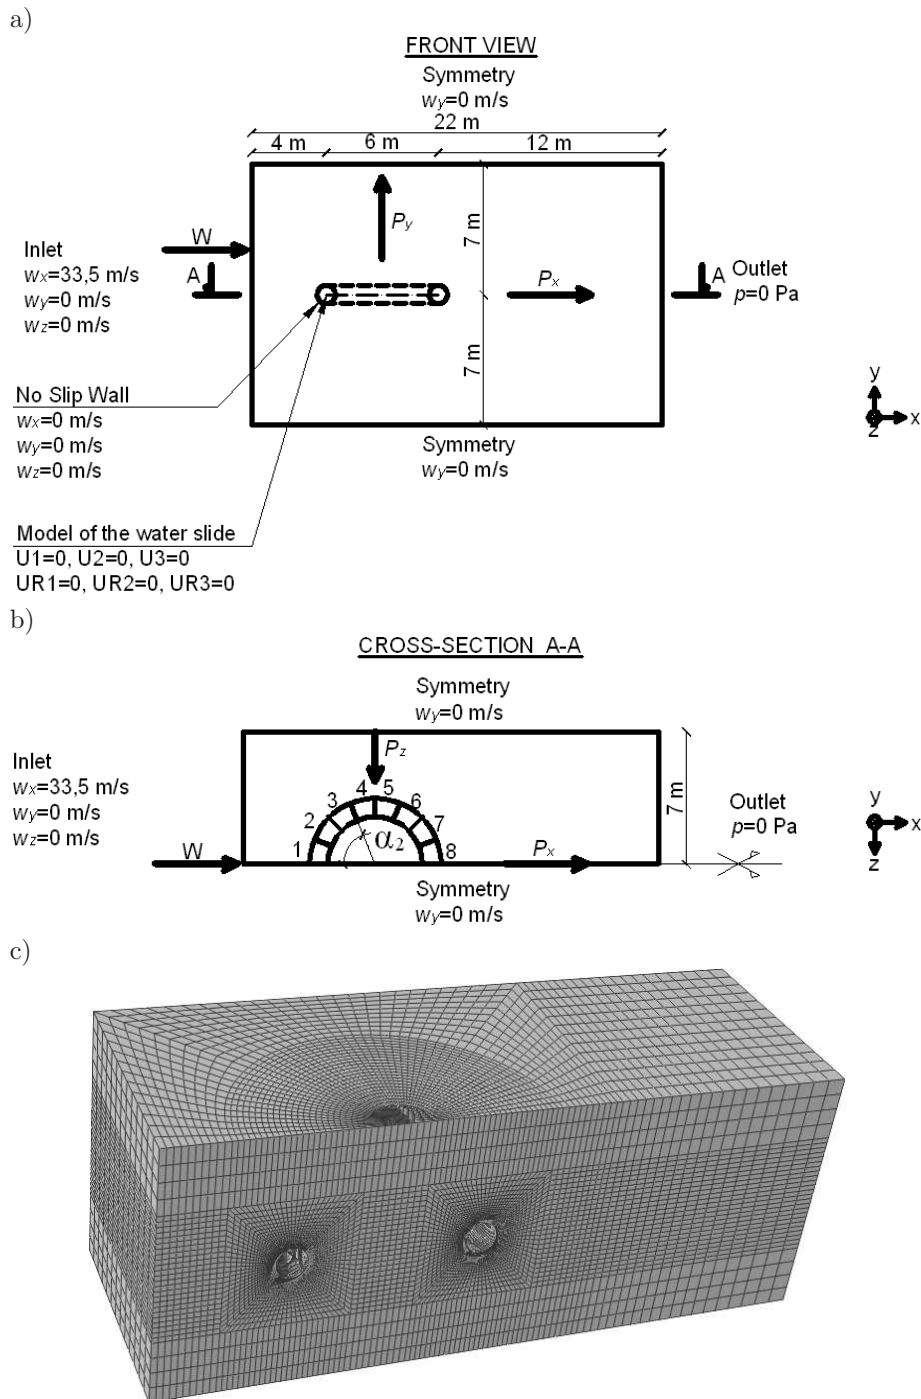 a)
FRONT VIEW
Symmetry
wy=0 m/s
22 m
4 m 6 m 12 m
Py
7 m
W
Inlet
wx=33,5 m/s
wy=0 m/s
wz=0 m/s
A
Px
A
Outlet
p=0 Pa
7 m
No Slip Wall
wx=0 m/s
wy=0 m/s
wz=0 m/s
Symmetry
wy=0 m/s
y
x
z
Model of the water slide
U1=0, U2=0, U3=0
UR1=0, UR2=0, UR3=0
b)
CROSS-SECTION A-A
Symmetry
wy=0 m/s
Inlet
wx=33,5 m/s
wy=0 m/s
wz=0 m/s
Pz
1 2 3 4 5 6 7 8
α2
7 m
W
Px
Outlet
p=0 Pa
y
x
z
Symmetry
wy=0 m/s
c)